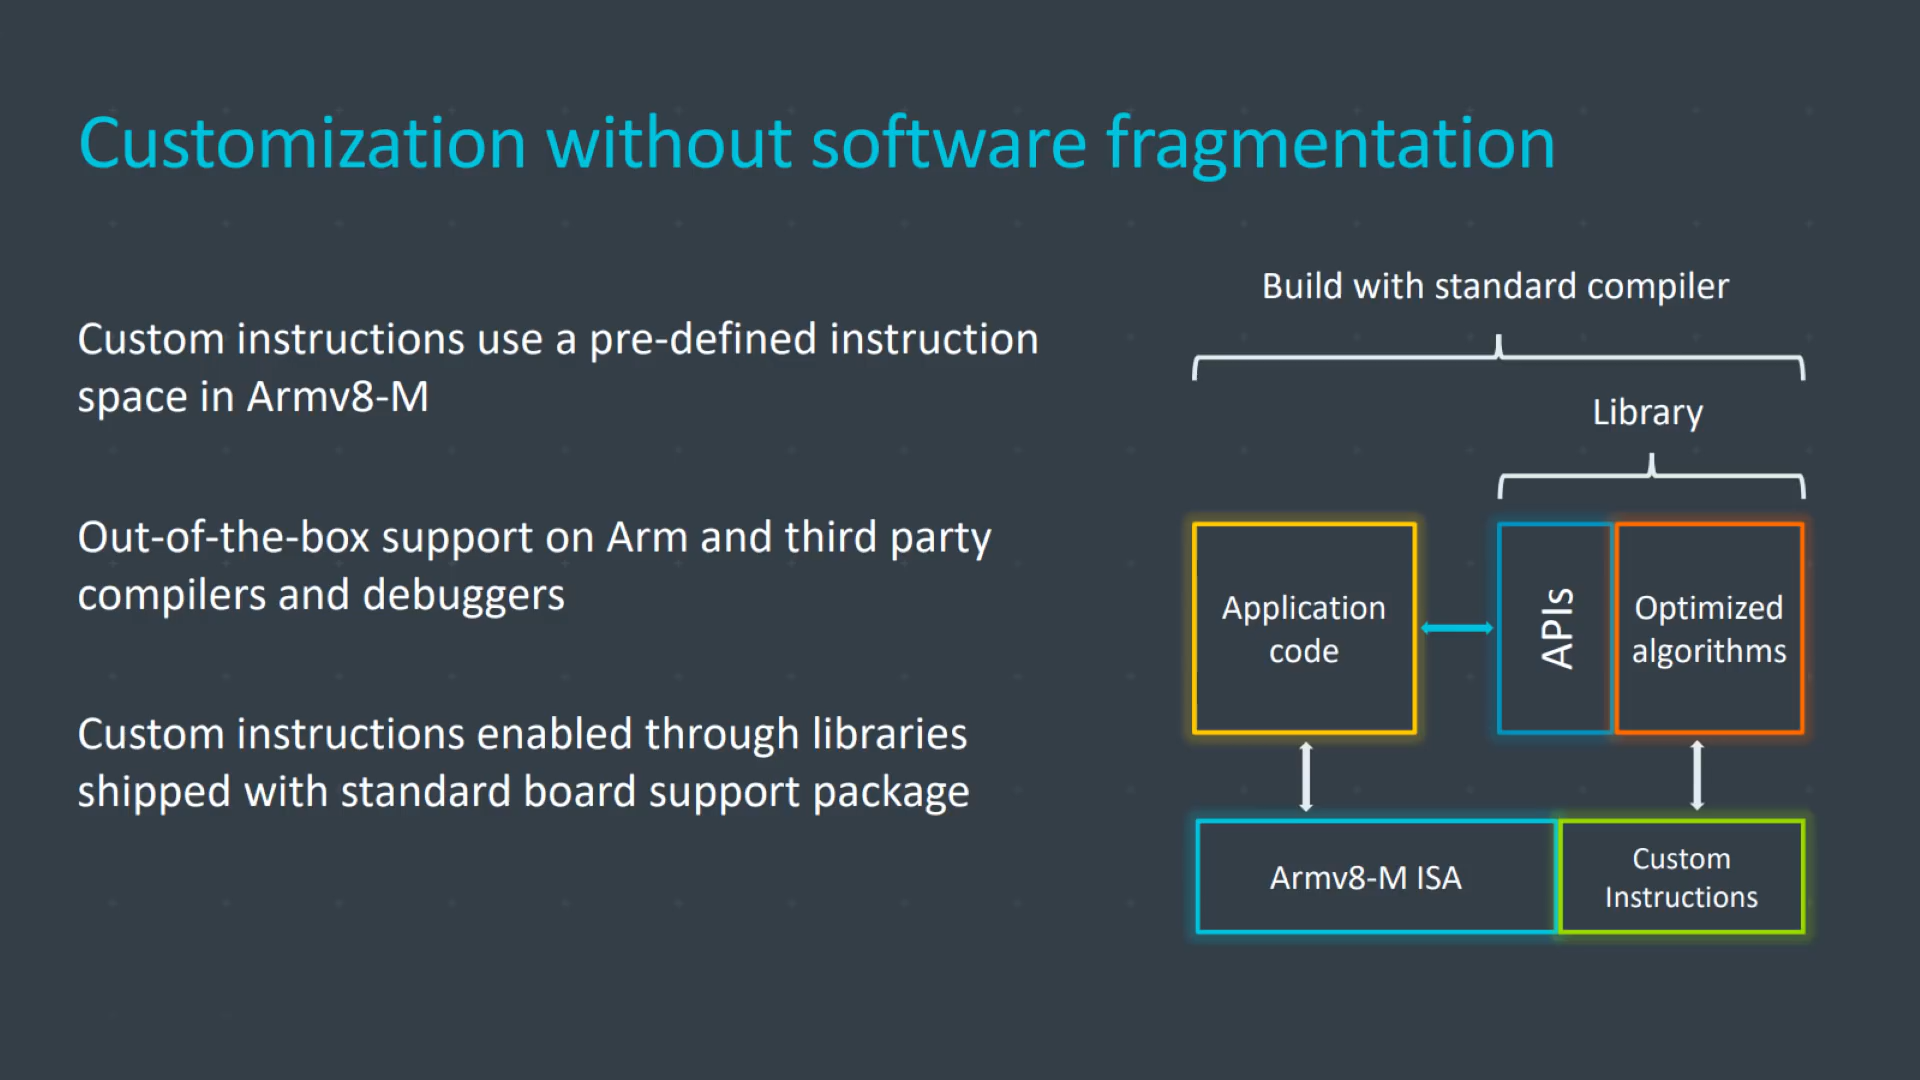 Customization without software fragmentation
Custom instructions use a pre-defined instruction
space in Armv8-M
Out-of-the-box support on Arm and third party
compilers and debuggers
Custom instructions enabled through libraries
shipped with standard board support package
Build with standard compiler
Library
Application
code
APIs
Optimized
algorithms
Armv8-M ISA
Custom
Instructions